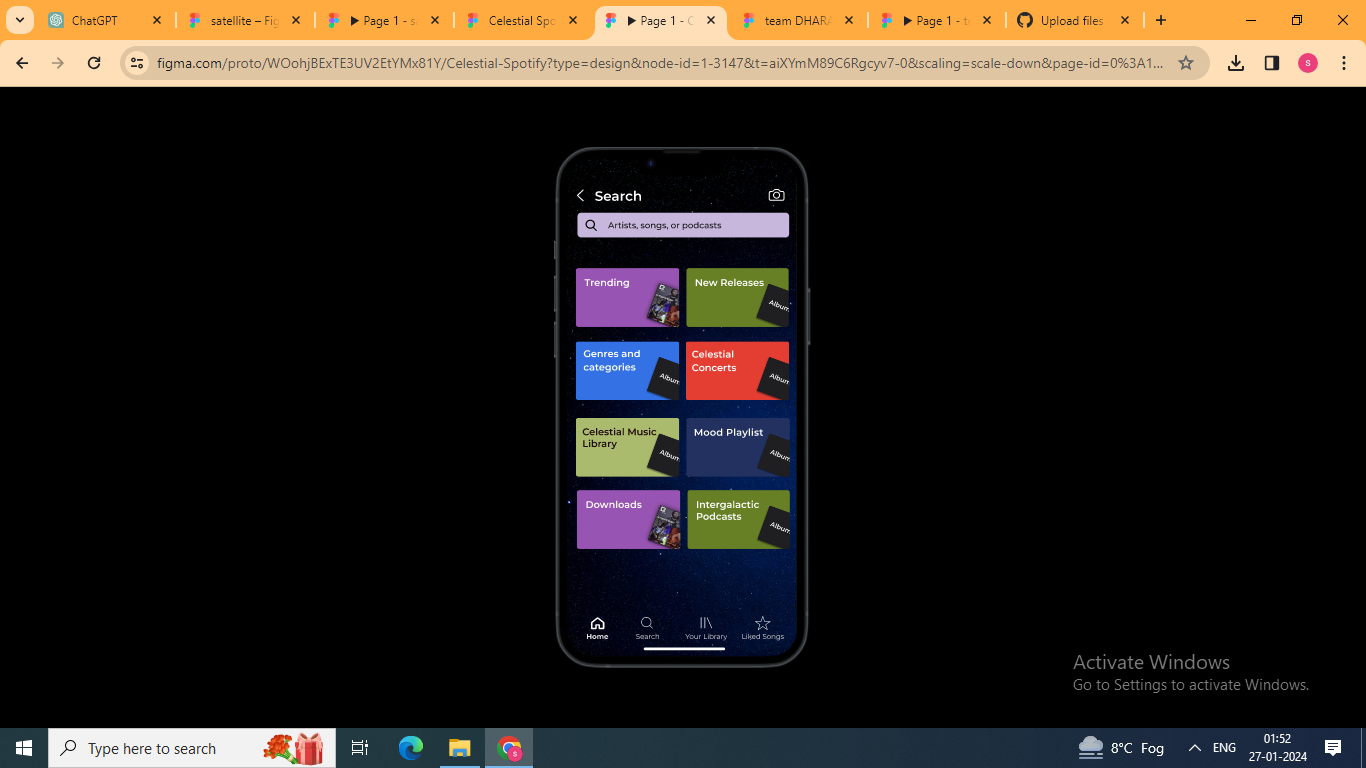 ChatGPT
satellite – Fig
Page 1 - s
Celestial Spo
Page 1 - C
team DHARA
Page 1 - t
Upload files
figma.com/proto/WOohjBExTE3UV2EtYMx81Y/Celestial-Spotify?type=design&node-id=1-3147&t=aiXYmM89C6Rgcyv7-0&scaling=scale-down&page-id=0%3A1...
S
Search
Artists, songs, or podcasts
Trending
New Releases
Album
Genres and
categories
Album
Celestial
Concerts
Album
Celestial Music
Library
Album
Mood Playlist
Album
Downloads
Intergalactic
Podcasts
Album
Home
Search
Your Library
Liked Songs
Activate Windows
Go to Settings to activate Windows.
Type here to search
8°C Fog
ENG
01:52
27-01-2024